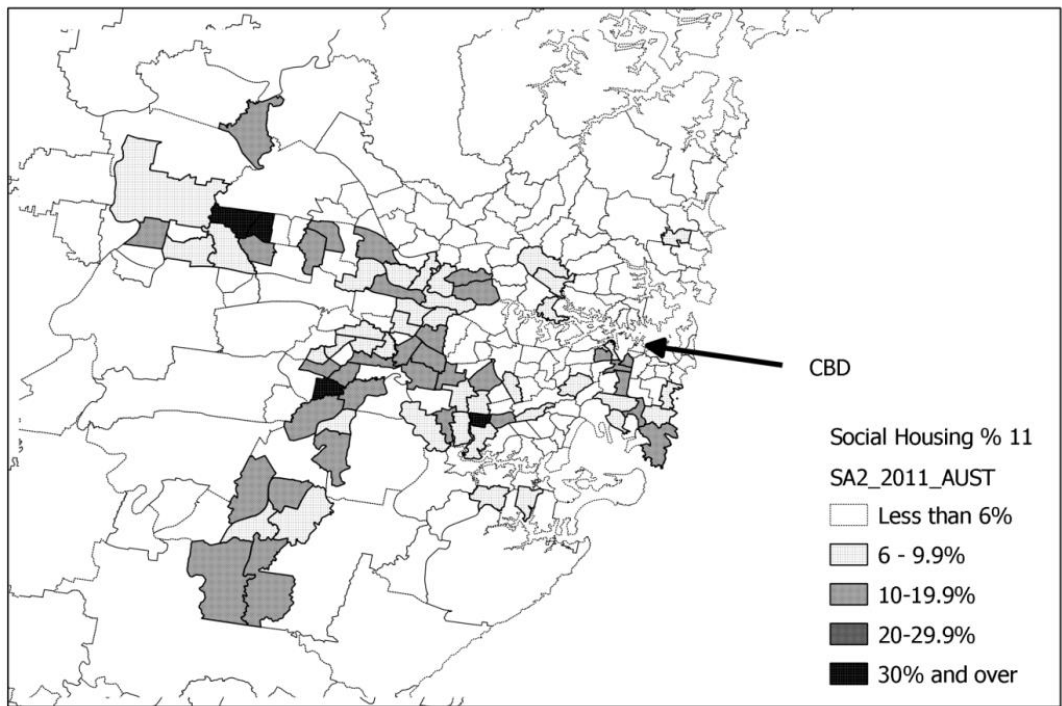 CBD
Social Housing % 11
SA2_2011_AUST
Less than 6%
6 - 9.9%
10-19.9%
20-29.9%
30% and over